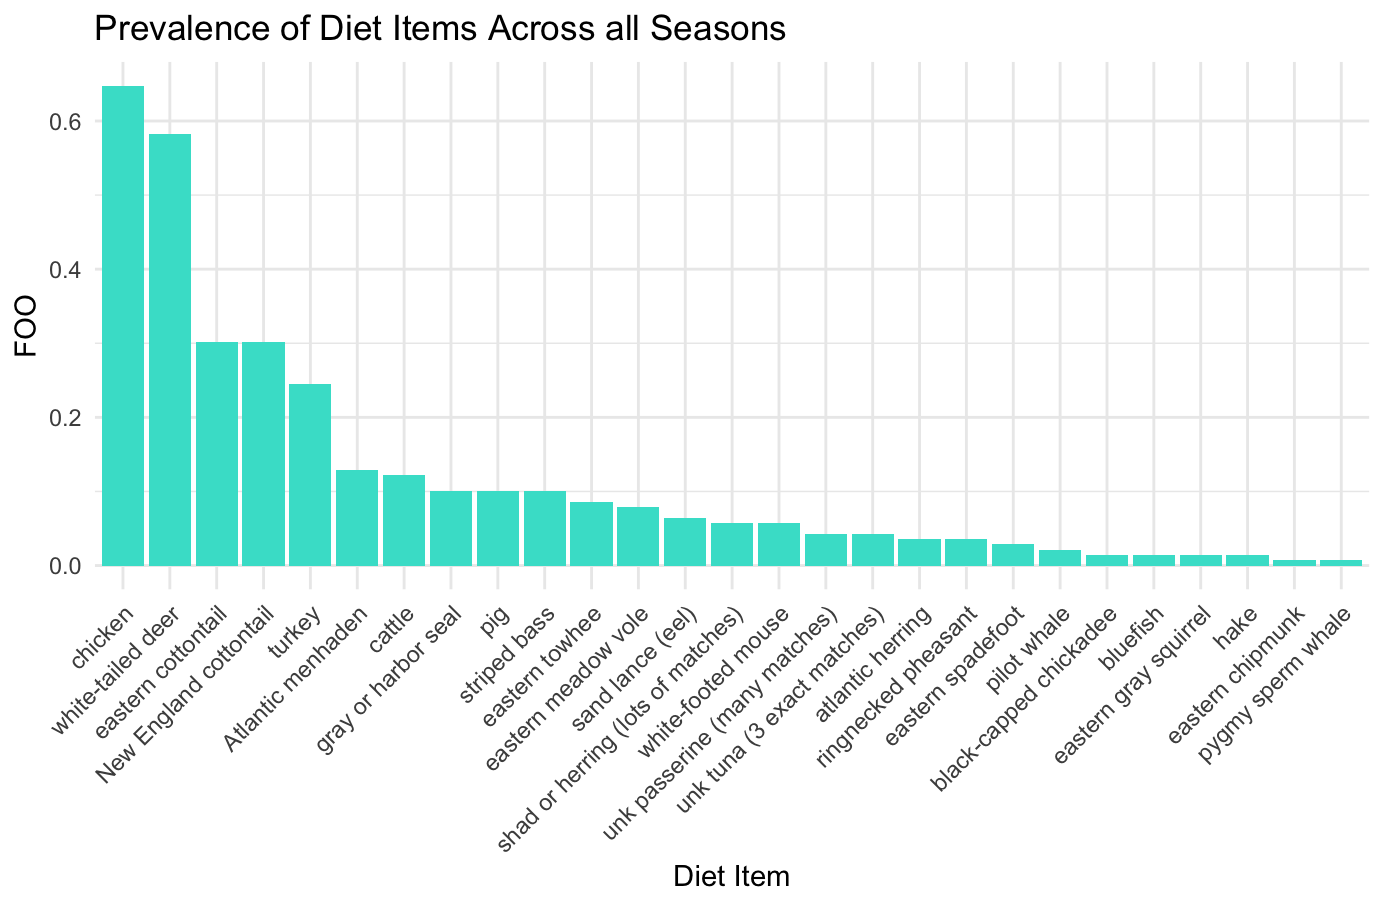 Prevalence of Diet Items Across all Seasons
FOO
0.6
0.4
0.2
0.0
chicken
white-tailed deer
eastern cottontail
New England cottontail
turkey
Atlantic menhaden
cattle
gray or harbor seal
pig
striped bass
eastern towhee
eastern meadow vole
sand lance (eel)
shad or herring (lots of matches)
white-footed mouse
unk passerine (many matches)
unk tuna (3 exact matches)
atlantic herring
ringnecked pheasant
eastern spadefoot
pilot whale
black-capped chickadee
bluefish
eastern gray squirrel
hake
eastern chipmunk
pygmy sperm whale
Diet Item